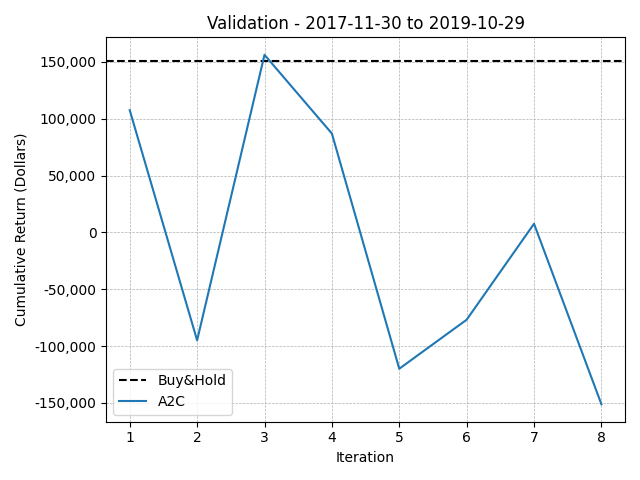 Validation - 2017-11-30 to 2019-10-29
Cumulative Return (Dollars)
150,000
100,000
50,000
0
-50,000
-100,000
-150,000
Buy&Hold
A2C
1 2 3 4 5 6 7 8
Iteration